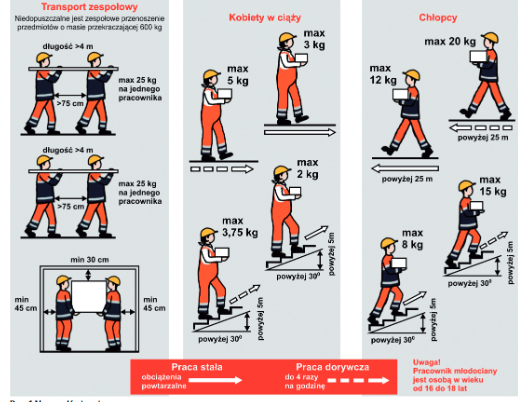 Transport zespołowy
Niedopuszczalne jest zespołowe przenoszenie
przedmiotów o masie przekraczającej 600 kg
długość >4 m
max 25 kg
na jednego
pracownika
>75 cm
długość >4m
max 25 kg
na jednego
pracownika
>75 cm
min 30 cm
min
45 cm
min
45 cm
Kobiety w ciąży
max
3 kg
max
5 kg
max
2 kg
max
3,75 kg
powyżej 5m
powyżej 30⁰
powyżej 5m
powyżej 30⁰
Chłopcy
max 20 kg
max
12 kg
powyżej 25 m
powyżej 25 m
max
15 kg
max
8 kg
powyżej 5m
powyżej 30⁰
powyżej 5m
powyżej 30⁰
Praca stała
obciążenia
powtarzalne
Praca dorywcza
do 4 razy
na godzinę
Uwaga!
Pracownik młodociany
jest osobą w wieku
od 16 do 18 lat